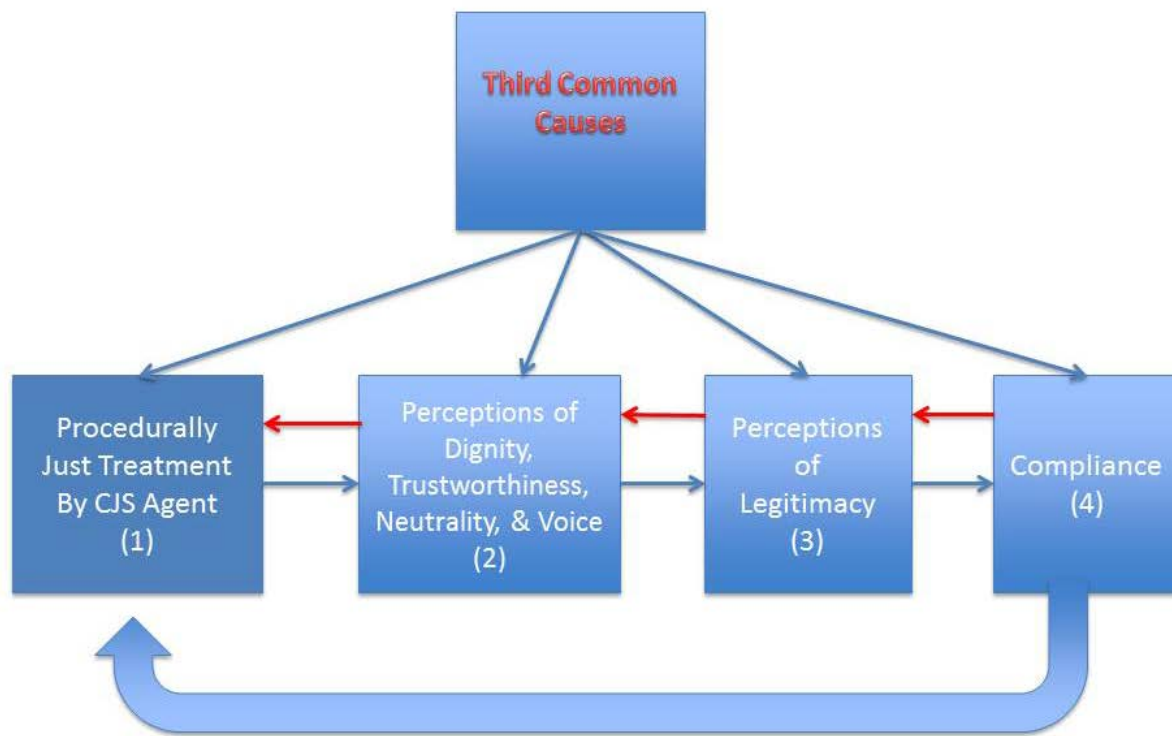 Third Common
Causes
Procedurally
Just Treatment
By CJS Agent
(1)
Perceptions of
Dignity,
Trustworthiness,
Neutrality, & Voice
(2)
Perceptions
of
Legitimacy
(3)
Compliance
(4)